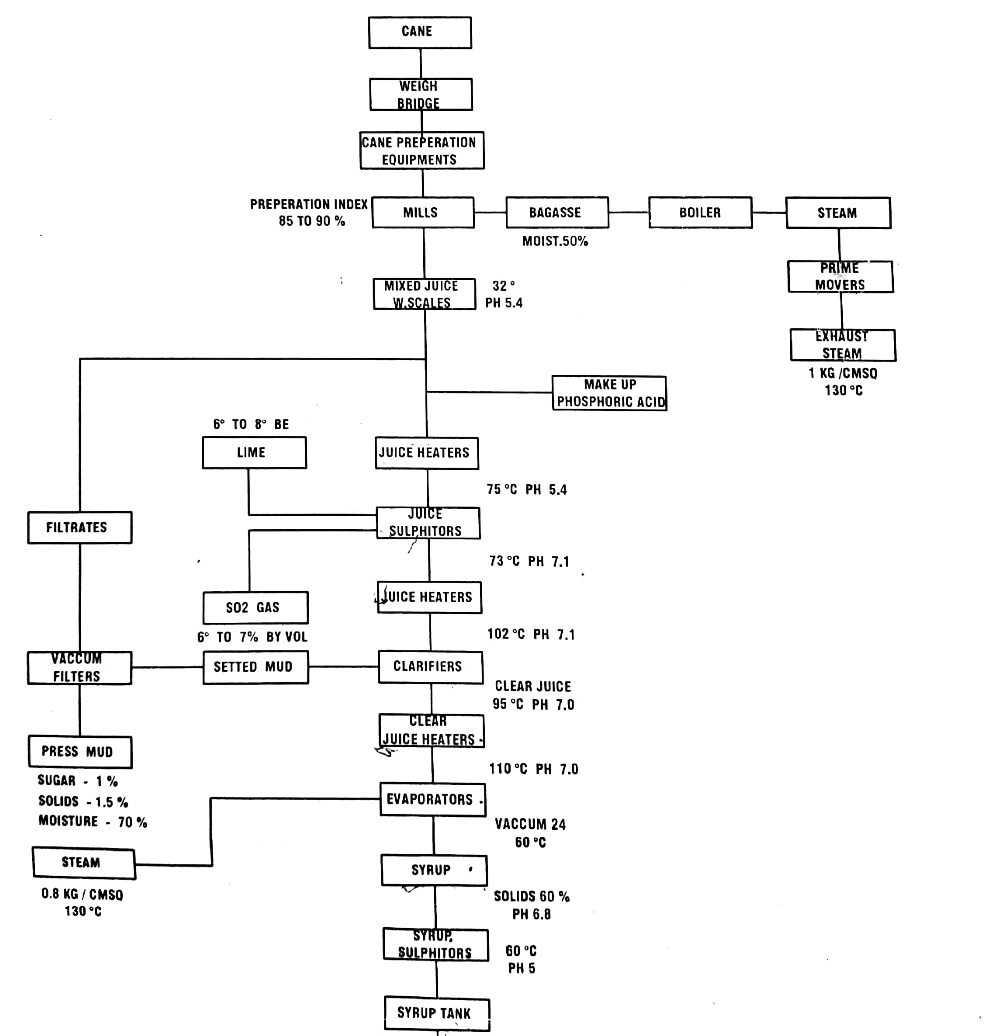 CANE
WEIGH
BRIDGE
CANE PREPERATION
EQUIPMENTS
PREPERATION INDEX
85 TO 90 %
MILLS
BAGASSE
MOIST.50%
BOILER
STEAM
PRIME
MOVERS
EXHAUST
STEAM
1 KG /CMSQ
130 °C
MIXED JUICE
W.SCALES
32 °
PH 5.4
MAKE UP
PHOSPHORIC ACID
6° TO 8° BE
LIME
JUICE HEATERS
75 °C PH 5.4
FILTRATES
JUICE
SULPHITORS
73 °C PH 7.1
SO2 GAS
6° TO 7% BY VOL
JUICE HEATERS
102 °C PH 7.1
VACCUM
FILTERS
SETTED MUD
CLARIFIERS
CLEAR JUICE
95 °C PH 7.0
CLEAR
JUICE HEATERS
110 °C PH 7.0
PRESS MUD
SUGAR - 1 %
SOLIDS - 1.5 %
MOISTURE - 70 %
EVAPORATORS
VACCUM 24
60 °C
STEAM
0.8 KG / CMSQ
130 °C
SYRUP
SOLIDS 60 %
PH 6.8
SYRUP
SULPHITORS
60 °C
PH 5
SYRUP TANK